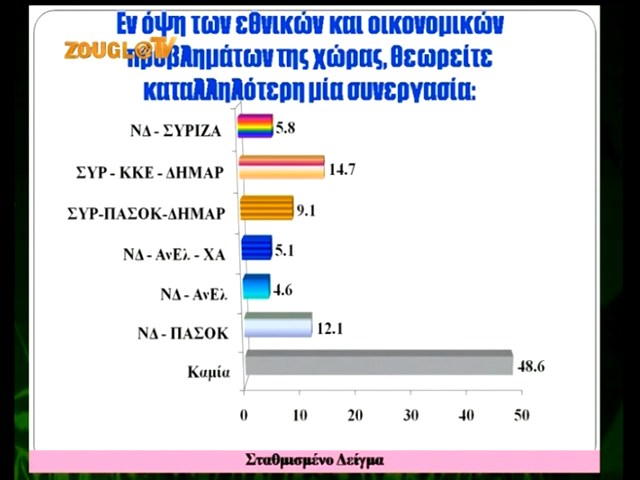 Εν όψη των εθνικών και οικονομικών
ZOUGL@TV
προβλημάτων της χώρας, θεωρείτε
καταλληλότερη μία συνεργασία:
ΝΔ - ΣΥΡΙΖΑ 5.8
ΣΥΡ - ΚΚΕ - ΔΗΜΑΡ 14.7
ΣΥΡ-ΠΑΣΟΚ-ΔΗΜΑΡ 9.1
ΝΔ - ΑνΕλ - ΧΑ 5.1
ΝΔ - ΑνΕλ 4.6
ΝΔ - ΠΑΣΟΚ 12.1
Καμία 48.6
0 10 20 30 40 50
Σταθμισμένο Δείγμα